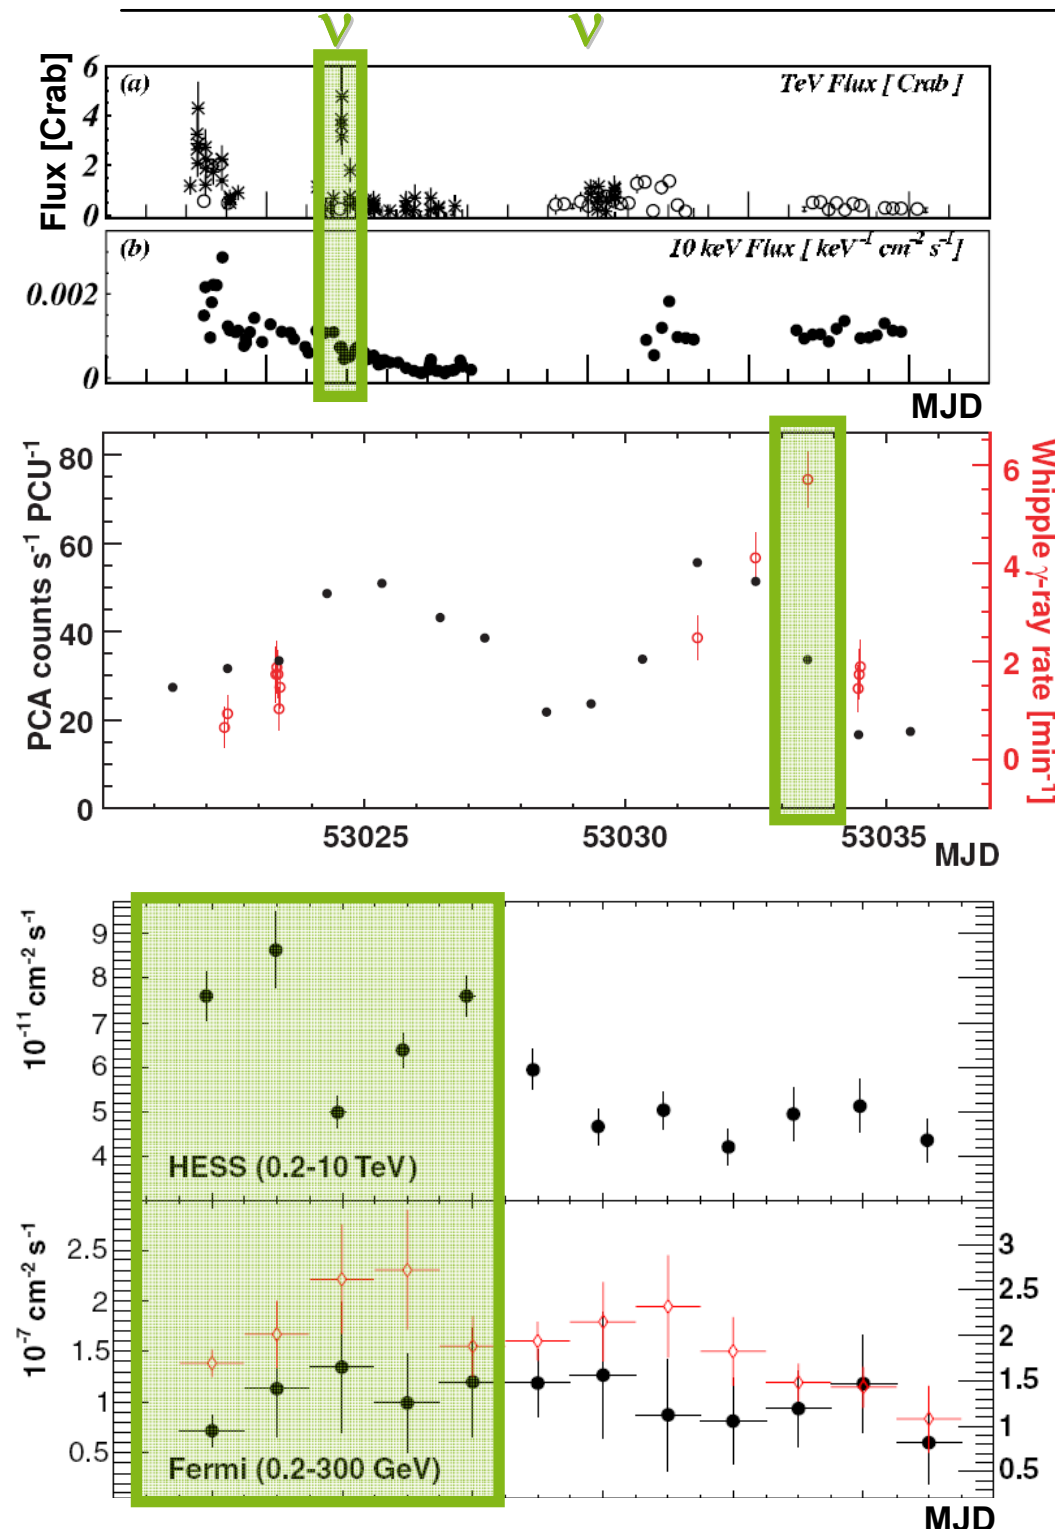 ν ν
Flux [Crab]
6
4
2
0
(a)
TeV Flux [ Crab ]
(b)
10 keV Flux [ keV⁻¹ cm⁻² s⁻¹]
0.002
0
MJD
PCA counts s⁻¹ PCU⁻¹
80
60
40
20
0
53025 53030 53035
MJD
6
4
2
0
Whipple γ-ray rate [min⁻¹]
10⁻¹¹cm⁻² s⁻¹
9
8
7
6
5
4
HESS (0.2-10 TeV)
10⁻⁷ cm⁻² s⁻¹
2.5
2
1.5
1
0.5
Fermi (0.2-300 GeV)
3
2.5
2
1.5
1
0.5
MJD